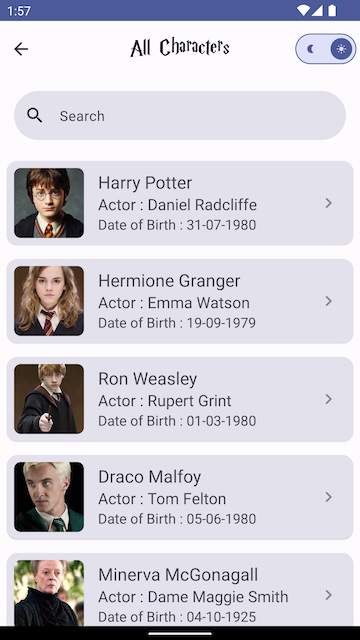 1:57
All Characters
Search
Harry Potter
Actor : Daniel Radcliffe
Date of Birth : 31-07-1980
Hermione Granger
Actor : Emma Watson
Date of Birth : 19-09-1979
Ron Weasley
Actor : Rupert Grint
Date of Birth : 01-03-1980
Draco Malfoy
Actor : Tom Felton
Date of Birth : 05-06-1980
Minerva McGonagall
Actor : Dame Maggie Smith
Date of Birth : 04-10-1925